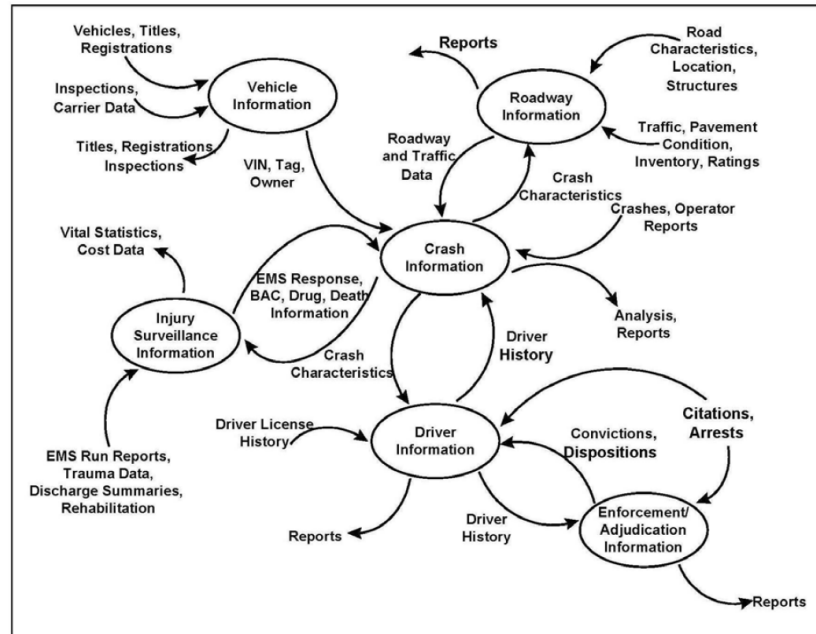 Vehicles, Titles,
Registrations
Inspections,
Carrier Data
Vehicle
Information
Titles, Registrations
Inspections
VIN, Tag,
Owner
Reports
Road
Characteristics,
Location,
Structures
Roadway
Information
Traffic, Pavement
Condition,
Inventory, Ratings
Roadway
and Traffic
Data
Crash
Characteristics
Crashes, Operator
Reports
Crash
Information
Analysis,
Reports
Vital Statistics,
Cost Data
EMS Response,
BAC, Drug, Death
Information
Injury
Surveillance
Information
Crash
Characteristics
EMS Run Reports,
Trauma Data,
Discharge Summaries,
Rehabilitation
Driver
History
Driver License
History
Driver
Information
Citations,
Arrests
Convictions,
Dispositions
Reports
Driver
History
Enforcement/
Adjudication
Information
Reports